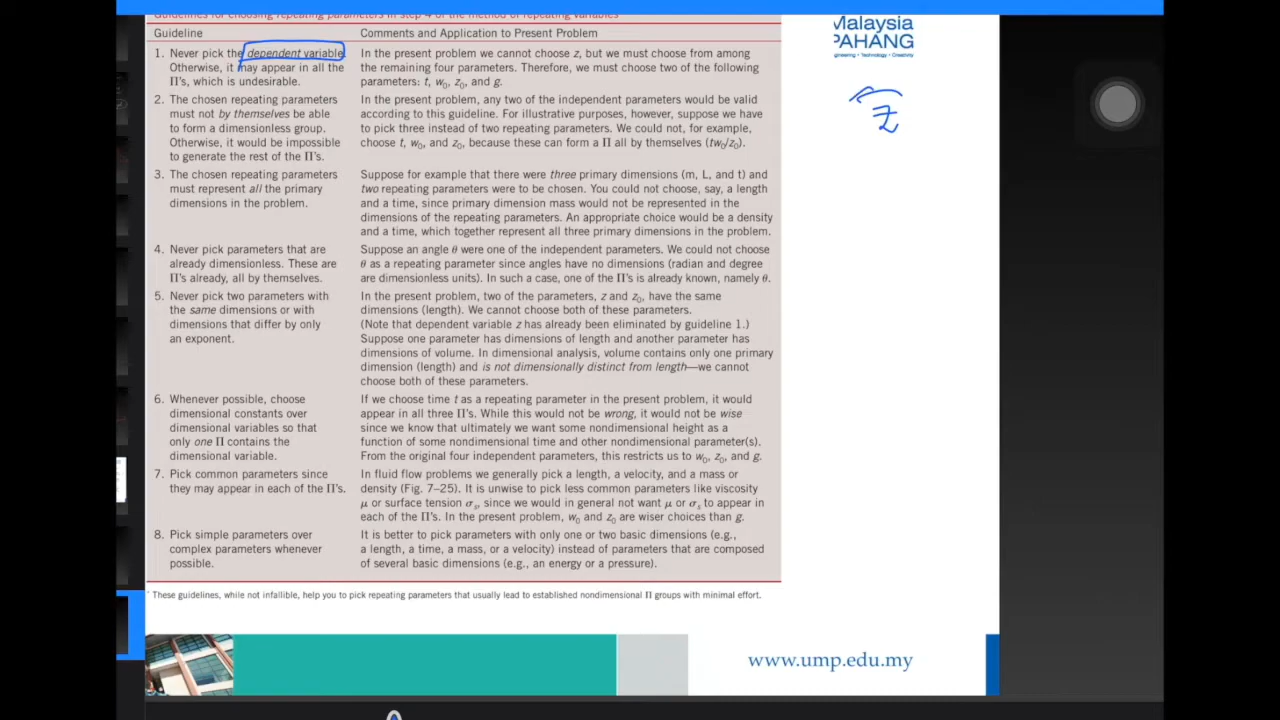 Guidelines for choosing repeating parameters in step 4 of the method of repeating variables
Guideline
Comments and Application to Present Problem
1. Never pick the dependent variable.
Otherwise, it may appear in all the
Π's, which is undesirable.
In the present problem we cannot choose z, but we must choose from among
the remaining four parameters. Therefore, we must choose two of the following
parameters: t, w₀, z₀, and g.
2. The chosen repeating parameters
must not by themselves be able
to form a dimensionless group.
Otherwise, it would be impossible
to generate the rest of the Π's.
In the present problem, any two of the independent parameters would be valid
according to this guideline. For illustrative purposes, however, suppose we have
to pick three instead of two repeating parameters. We could not, for example,
choose t, w₀, and z₀, because these can form a Π all by themselves (tw₀/z₀).
3. The chosen repeating parameters
must represent all the primary
dimensions in the problem.
Suppose for example that there were three primary dimensions (m, L, and t) and
two repeating parameters were to be chosen. You could not choose, say, a length
and a time, since primary dimension mass would not be represented in the
dimensions of the repeating parameters. An appropriate choice would be a density
and a time, which together represent all three primary dimensions in the problem.
4. Never pick parameters that are
already dimensionless. These are
Π's already, all by themselves.
Suppose an angle θ were one of the independent parameters. We could not choose
θ as a repeating parameter since angles have no dimensions (radian and degree
are dimensionless units). In such a case, one of the Π's is already known, namely θ.
5. Never pick two parameters with
the same dimensions or with
dimensions that differ by only
an exponent.
In the present problem, two of the parameters, z and z₀, have the same
dimensions (length). We cannot choose both of these parameters.
(Note that dependent variable z has already been eliminated by guideline 1.)
Suppose one parameter has dimensions of length and another parameter has
dimensions of volume. In dimensional analysis, volume contains only one primary
dimension (length) and is not dimensionally distinct from length—we cannot
choose both of these parameters.
6. Whenever possible, choose
dimensional constants over
dimensional variables so that
only one Π contains the
dimensional variable.
If we choose time t as a repeating parameter in the present problem, it would
appear in all three Π's. While this would not be wrong, it would not be wise
since we know that ultimately we want some nondimensional height as a
function of some nondimensional time and other nondimensional parameter(s).
From the original four independent parameters, this restricts us to w₀, z₀, and g.
7. Pick common parameters since
they may appear in each of the Π's.
In fluid flow problems we generally pick a length, a velocity, and a mass or
density (Fig. 7–25). It is unwise to pick less common parameters like viscosity
μ or surface tension σₛ, since we would in general not want μ or σₛ to appear in
each of the Π's. In the present problem, w₀ and z₀ are wiser choices than g.
8. Pick simple parameters over
complex parameters whenever
possible.
It is better to pick parameters with only one or two basic dimensions (e.g.,
a length, a time, a mass, or a velocity) instead of parameters that are composed
of several basic dimensions (e.g., an energy or a pressure).
* These guidelines, while not infallible, help you to pick repeating parameters that usually lead to established nondimensional Π groups with minimal effort.
Malaysia
PAHANG
Engineering • Technology • Creativity
z
www.ump.edu.my